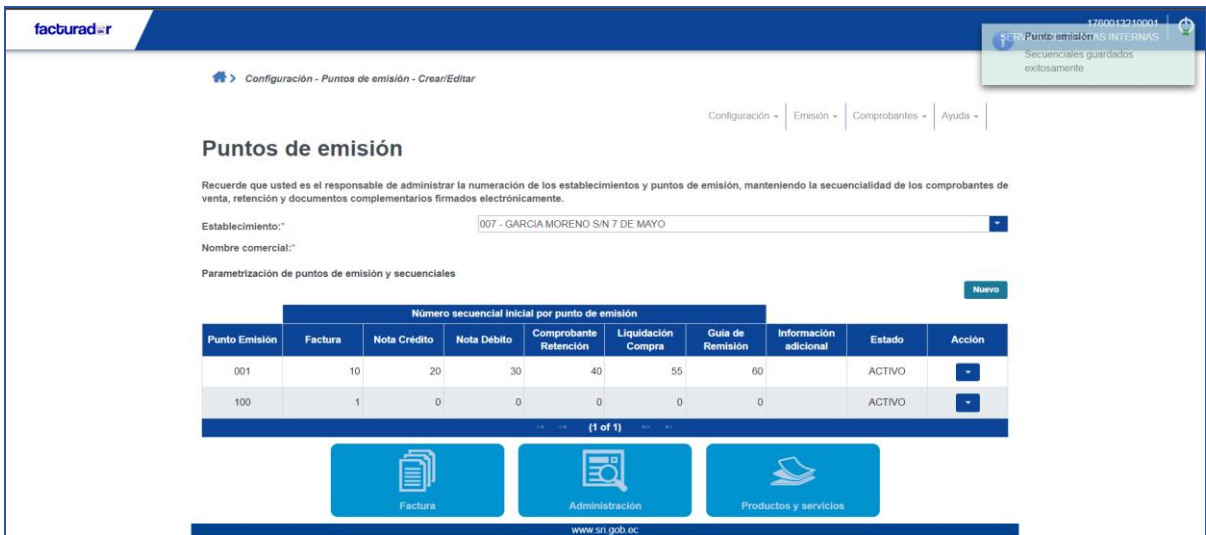 facturador
1760013210001
Punto emisión
Secuenciales guardados
exitosamente
Configuración - Puntos de emisión - Crear/Editar
Configuración
Emisión
Comprobantes
Ayuda
Puntos de emisión
Recuerde que usted es el responsable de administrar la numeración de los establecimientos y puntos de emisión, manteniendo la secuencialidad de los comprobantes de
venta, retención y documentos complementarios firmados electrónicamente.
Establecimiento:*
007 - GARCIA MORENO S/N 7 DE MAYO
Nombre comercial:*
Parametrización de puntos de emisión y secuenciales
Nuevo
Número secuencial inicial por punto de emisión
Punto Emisión Factura Nota Crédito Nota Débito Comprobante Retención Liquidación Compra Guía de Remisión Información adicional Estado Acción
001 10 20 30 40 55 60 ACTIVO
100 1 0 0 0 0 0 ACTIVO
(1 of 1)
Factura
Administración
Productos y servicios
www.sri.gob.ec